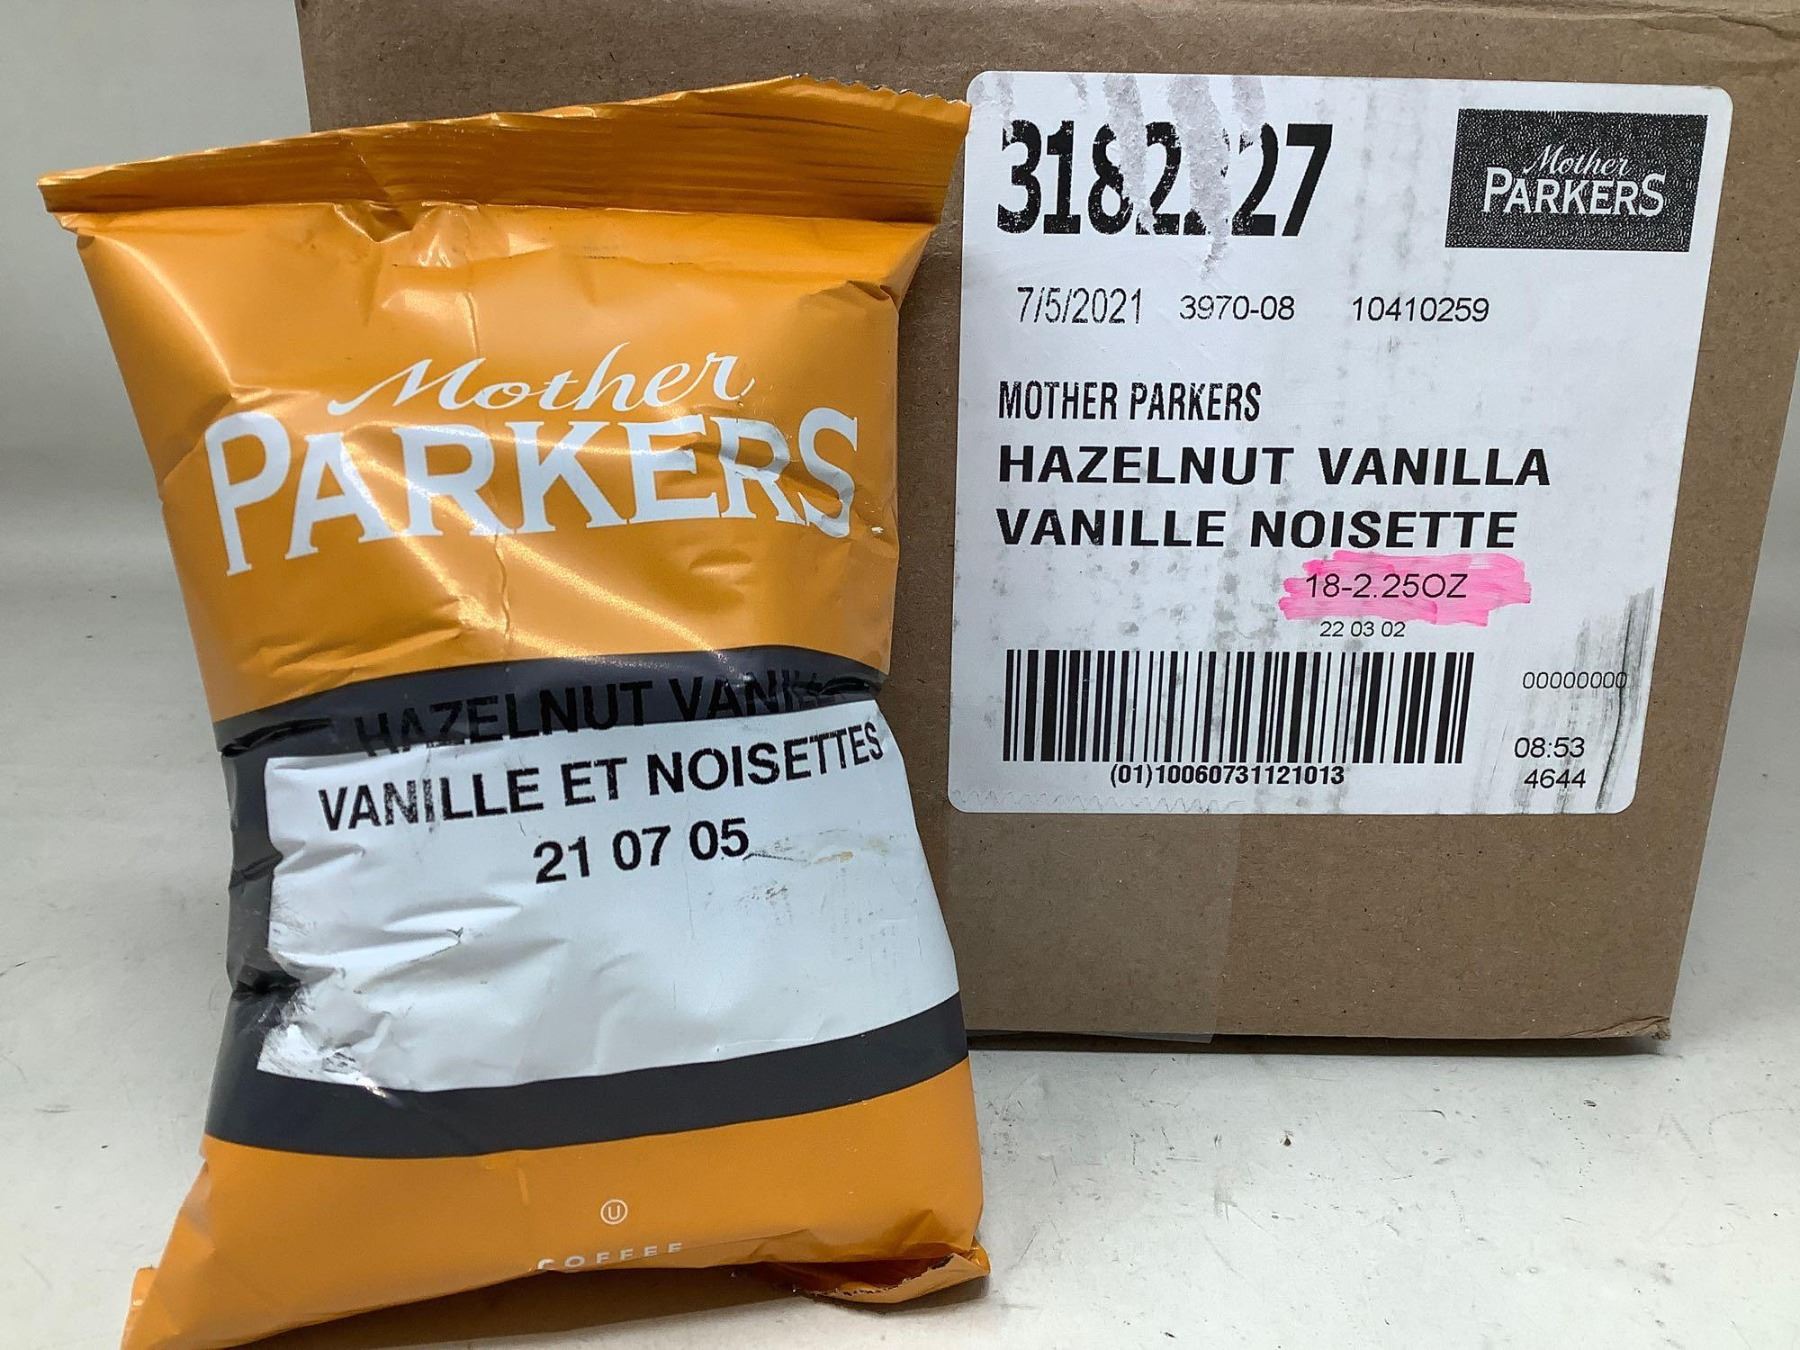 Mother
PARKERS
HAZELNUT
VANILLE ET NOISETTES
21 07 05
U
COFFEE
Mother
PARKERS
7/5/2021 3970-08 10410259
MOTHER PARKERS
HAZELNUT VANILLA
VANILLE NOISETTE
18-2.25OZ
22 03 02
00000000
08:53
4644
(01)10060731121013